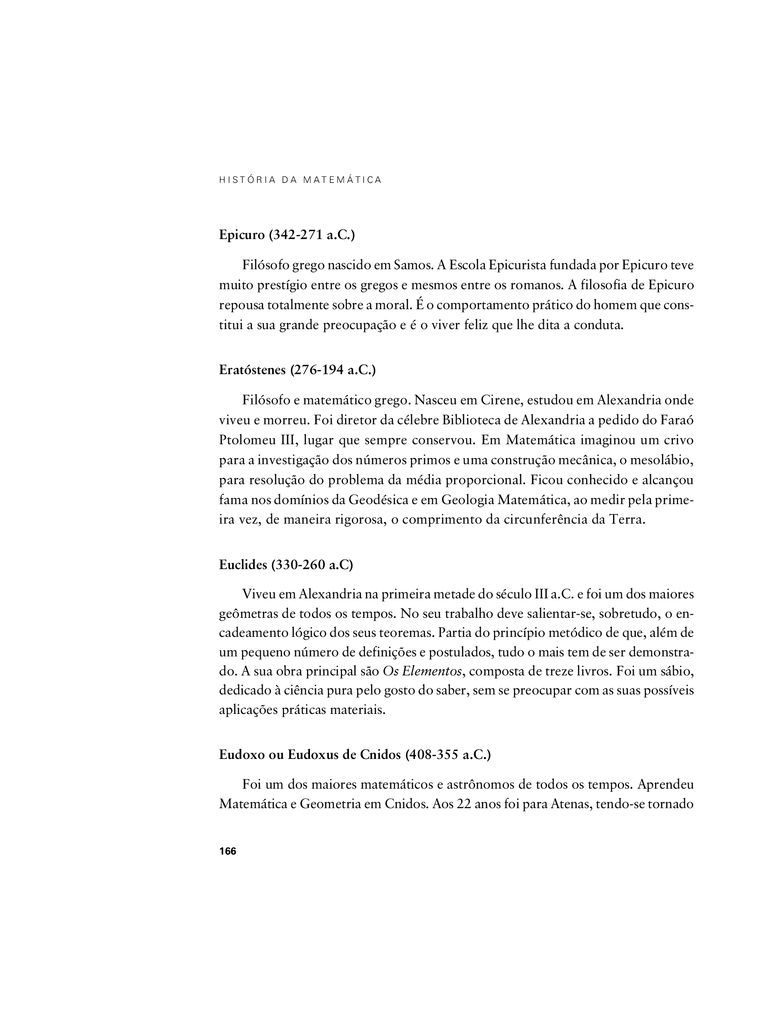 HISTÓRIA DA MATEMÁTICA
Epicuro (342-271 a.C.)
Filósofo grego nascido em Samos. A Escola Epicurista fundada por Epicuro teve
muito prestígio entre os gregos e mesmos entre os romanos. A filosofia de Epicuro
repousa totalmente sobre a moral. É o comportamento prático do homem que cons-
titui a sua grande preocupação e é o viver feliz que lhe dita a conduta.
Eratóstenes (276-194 a.C.)
Filósofo e matemático grego. Nasceu em Cirene, estudou em Alexandria onde
viveu e morreu. Foi diretor da célebre Biblioteca de Alexandria a pedido do Faraó
Ptolomeu III, lugar que sempre conservou. Em Matemática imaginou um crivo
para a investigação dos números primos e uma construção mecânica, o mesolábio,
para resolução do problema da média proporcional. Ficou conhecido e alcançou
fama nos domínios da Geodésica e em Geologia Matemática, ao medir pela prime-
ira vez, de maneira rigorosa, o comprimento da circunferência da Terra.
Euclides (330-260 a.C)
Viveu em Alexandria na primeira metade do século III a.C. e foi um dos maiores
geômetras de todos os tempos. No seu trabalho deve salientar-se, sobretudo, o en-
cadeamento lógico dos seus teoremas. Partia do princípio metódico de que, além de
um pequeno número de definições e postulados, tudo o mais tem de ser demonstra-
do. A sua obra principal são Os Elementos, composta de treze livros. Foi um sábio,
dedicado à ciência pura pelo gosto do saber, sem se preocupar com as suas possíveis
aplicações práticas materiais.
Eudoxo ou Eudoxus de Cnidos (408-355 a.C.)
Foi um dos maiores matemáticos e astrônomos de todos os tempos. Aprendeu
Matemática e Geometria em Cnidos. Aos 22 anos foi para Atenas, tendo-se tornado
166